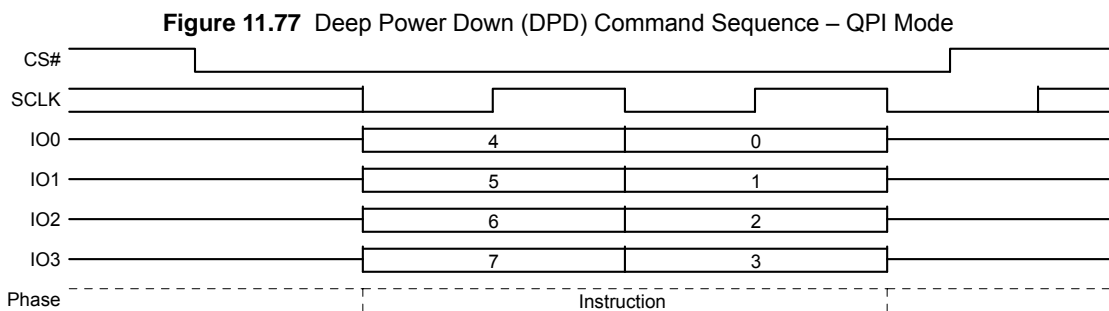 Figure 11.77 Deep Power Down (DPD) Command Sequence – QPI Mode
CS#
SCLK
IO0 4 0
IO1 5 1
IO2 6 2
IO3 7 3
Phase Instruction